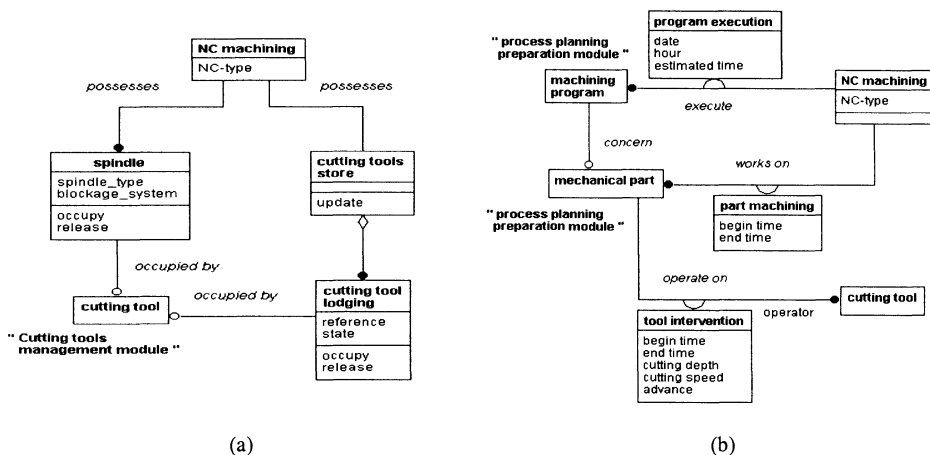 NC machining
NC-type
possesses
possesses
spindle
spindle_type
blockage_system
occupy
release
cutting tools
store
update
occupied by
cutting tool
occupied by
" Cutting tools
management module "
cutting tool
lodging
reference
state
occupy
release
(a)
program execution
date
hour
estimated time
" process planning
preparation module "
machining
program
execute
NC machining
NC-type
concern
works on
mechanical part
" process planning
preparation module "
part machining
begin time
end time
operate on
cutting tool
operator
tool intervention
begin time
end time
cutting depth
cutting speed
advance
(b)